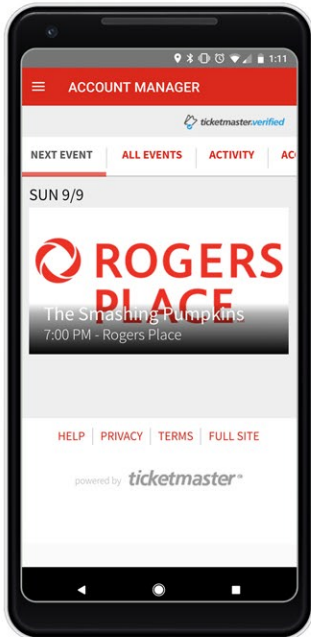 1:11
ACCOUNT MANAGER
ticketmaster.verified
NEXT EVENT ALL EVENTS ACTIVITY AC
SUN 9/9
ROGERS
PLACE
The Smashing Pumpkins
7:00 PM - Rogers Place
HELP PRIVACY TERMS FULL SITE
powered by ticketmaster®